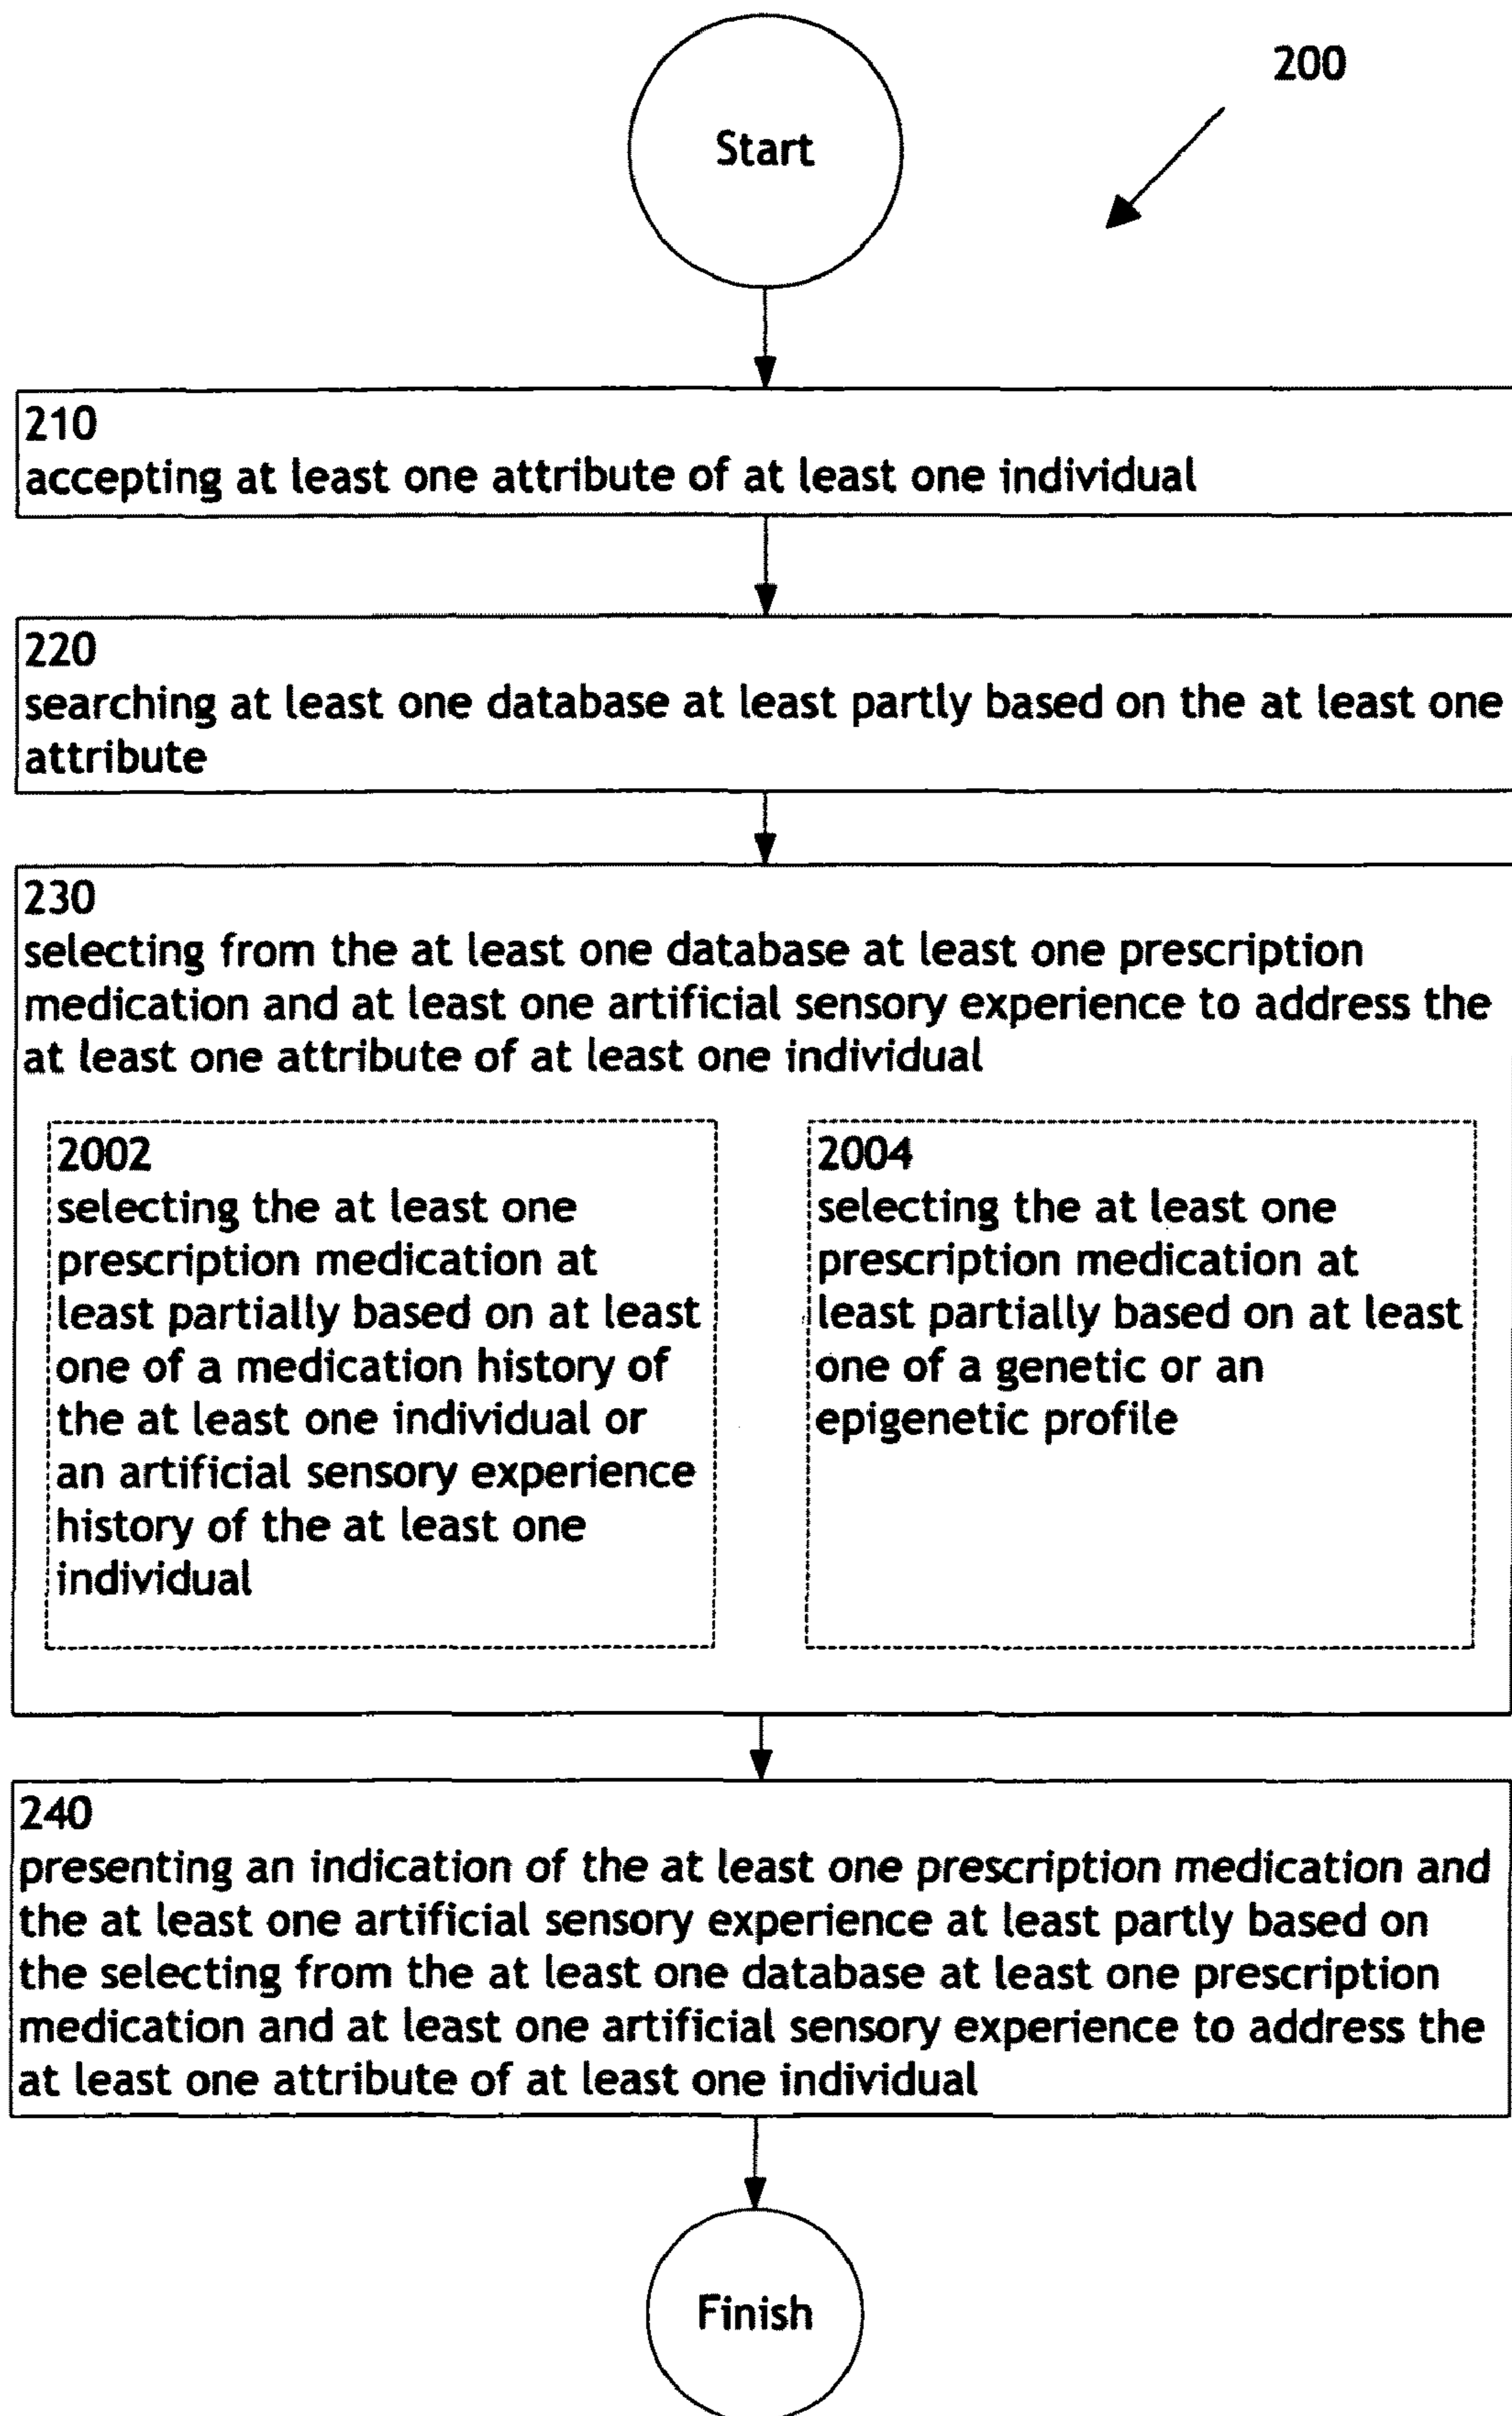 200
Start
210
accepting at least one attribute of at least one individual
220
searching at least one database at least partly based on the at least one
attribute
230
selecting from the at least one database at least one prescription
medication and at least one artificial sensory experience to address the
at least one attribute of at least one individual
2002
selecting the at least one
prescription medication at
least partially based on at least
one of a medication history of
the at least one individual or
an artificial sensory experience
history of the at least one
individual
2004
selecting the at least one
prescription medication at
least partially based on at least
one of a genetic or an
epigenetic profile
240
presenting an indication of the at least one prescription medication and
the at least one artificial sensory experience at least partly based on
the selecting from the at least one database at least one prescription
medication and at least one artificial sensory experience to address the
at least one attribute of at least one individual
Finish